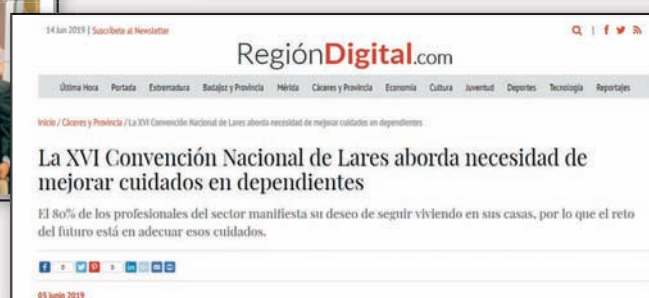 14 Jun 2019 | Suscríbete al Newsletter
RegiónDigital.com
Última Hora Portada Extremadura Badajoz y Provincia Mérida Cáceres y Provincia Economía Cultura Juventud Deportes Tecnología Reportajes
Inicio / Cáceres y Provincia / La XVI Convención Nacional de Lares aborda necesidad de mejorar cuidados en dependientes
La XVI Convención Nacional de Lares aborda necesidad de
mejorar cuidados en dependientes
El 80% de los profesionales del sector manifiesta su deseo de seguir viviendo en sus casas, por lo que el reto
del futuro está en adecuar esos cuidados.
0 0
05 Junio 2019